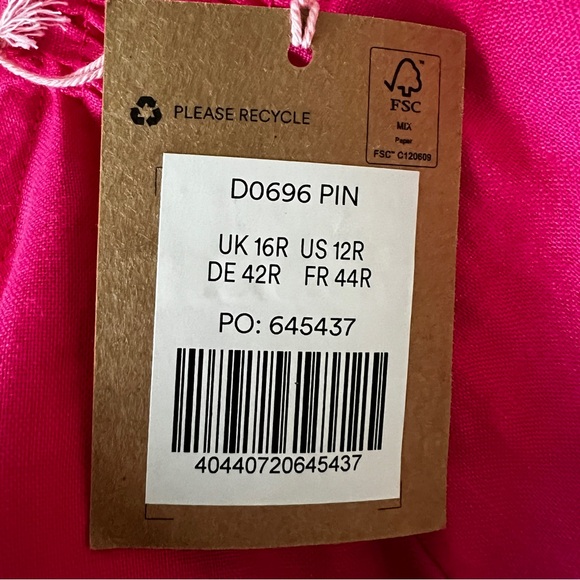 PLEASE RECYCLE
FSC
MIX
Paper
FSC™ C120609
D0696 PIN
UK 16R US 12R
DE 42R FR 44R
PO: 645437
40440720645437